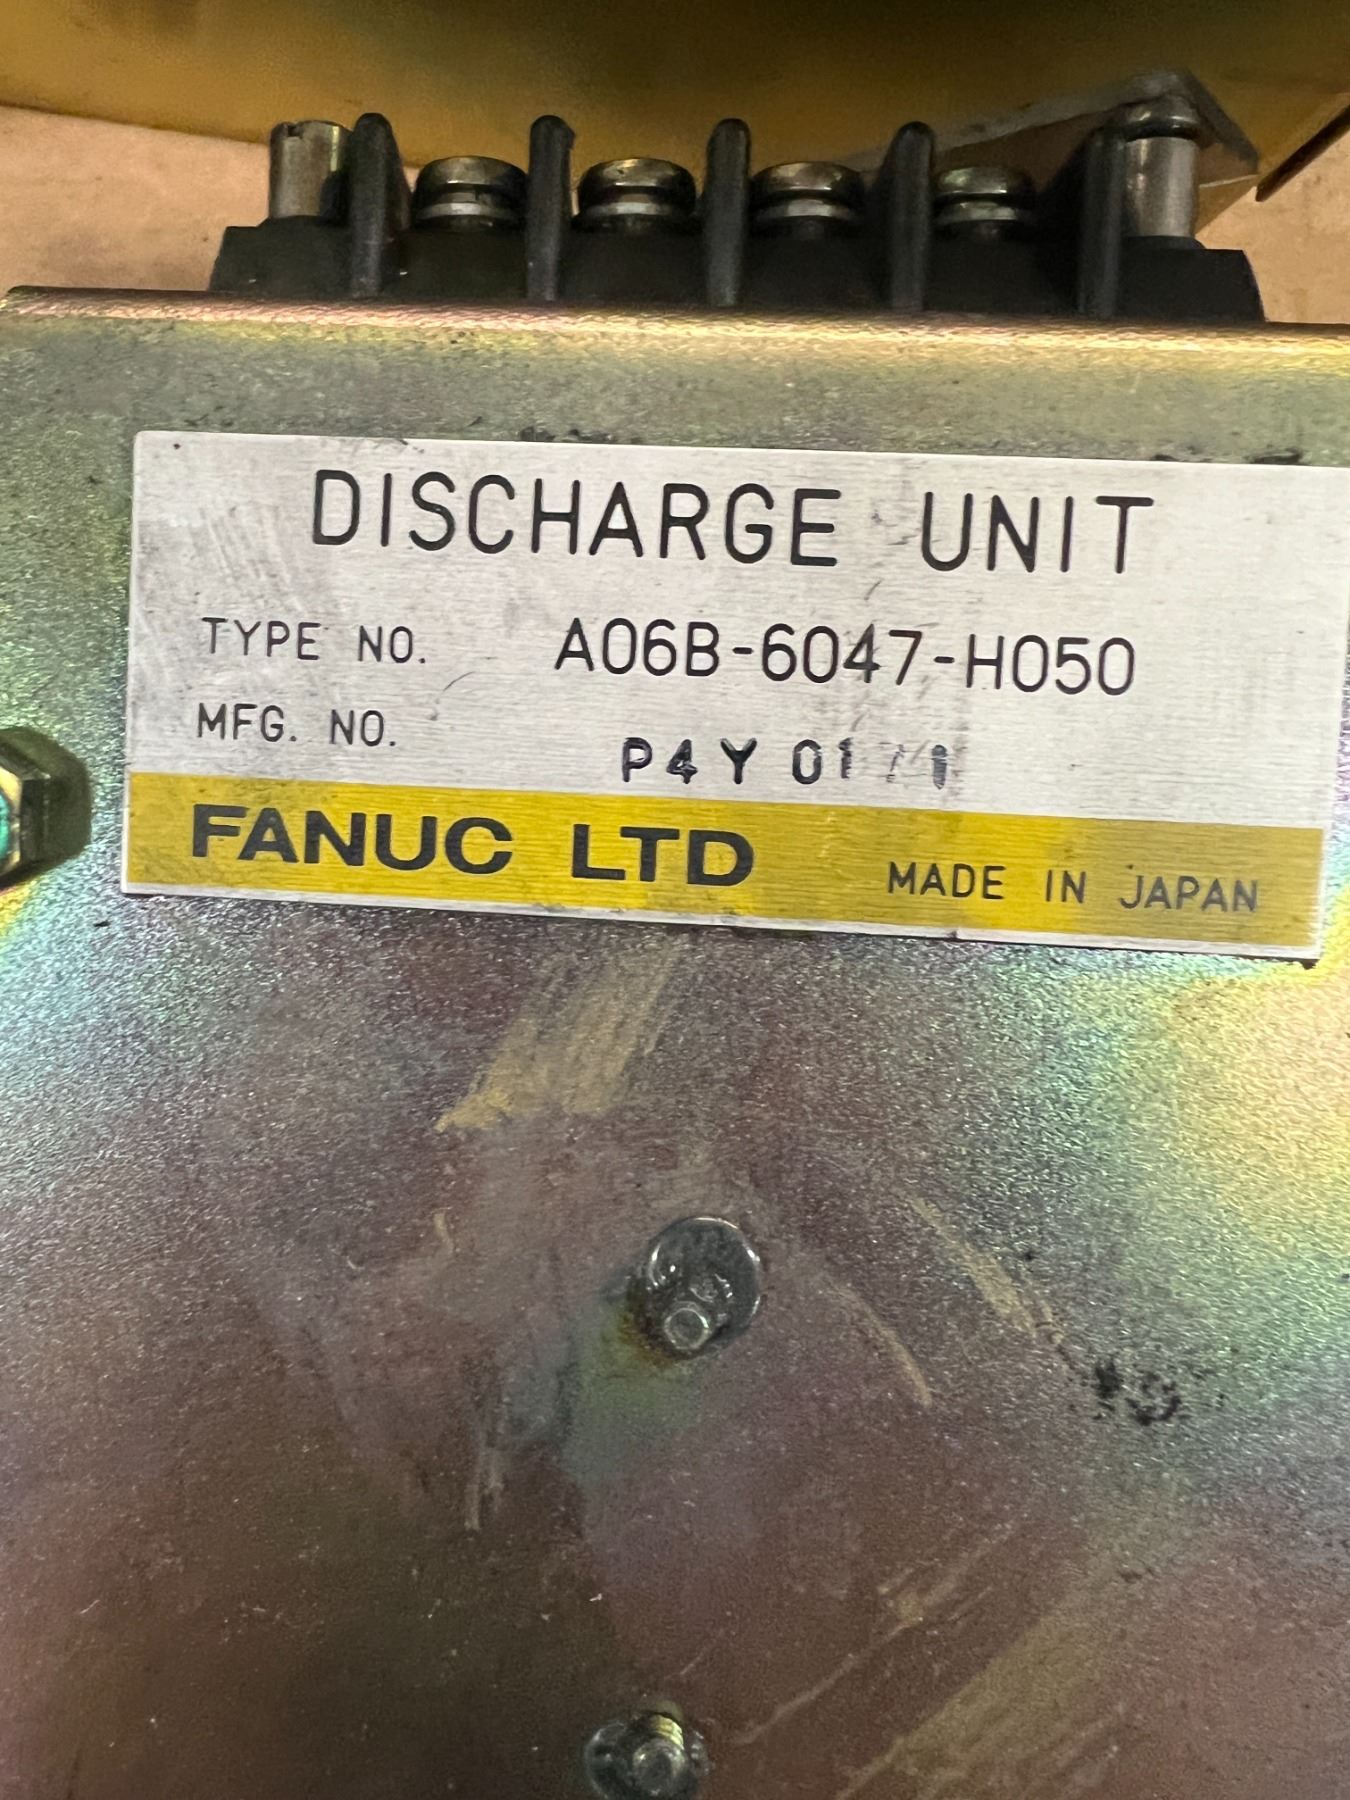 DISCHARGE UNIT
TYPE NO. A06B-6047-H050
MFG. NO.
FANUC LTD MADE IN JAPAN